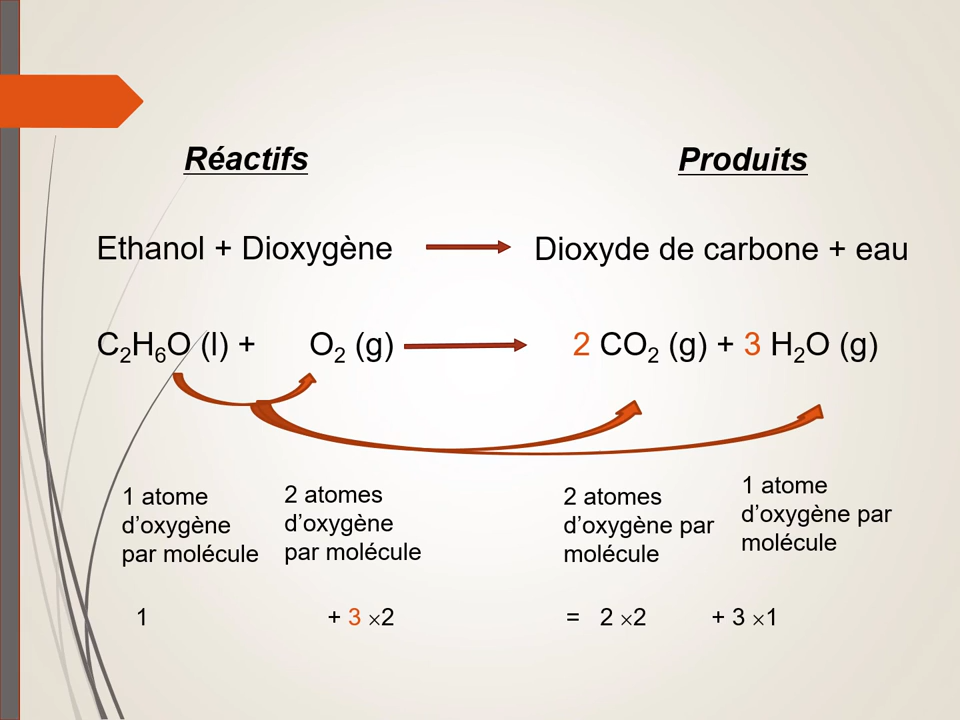 Réactifs
Produits
Ethanol + Dioxygène
Dioxyde de carbone + eau
C₂H₆O (l) + O₂ (g)
2 CO₂ (g) + 3 H₂O (g)
1 atome
d’oxygène
par molécule
2 atomes
d’oxygène
par molécule
2 atomes
d’oxygène par
molécule
1 atome
d’oxygène par
molécule
1 + 3 ×2 = 2 ×2 + 3 ×1